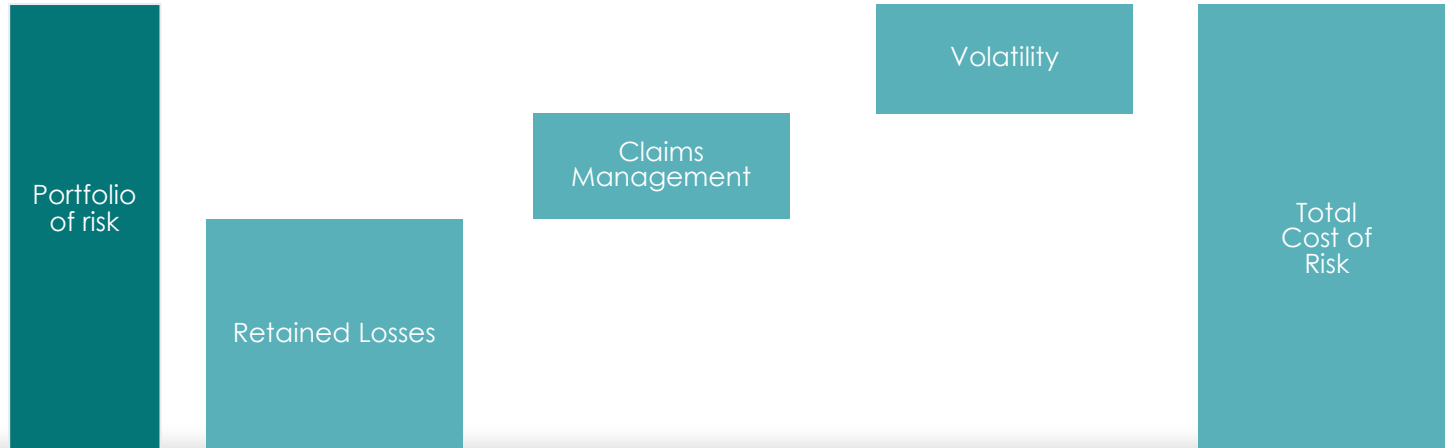 Portfolio
of risk
Retained Losses
Claims
Management
Volatility
Total
Cost of
Risk